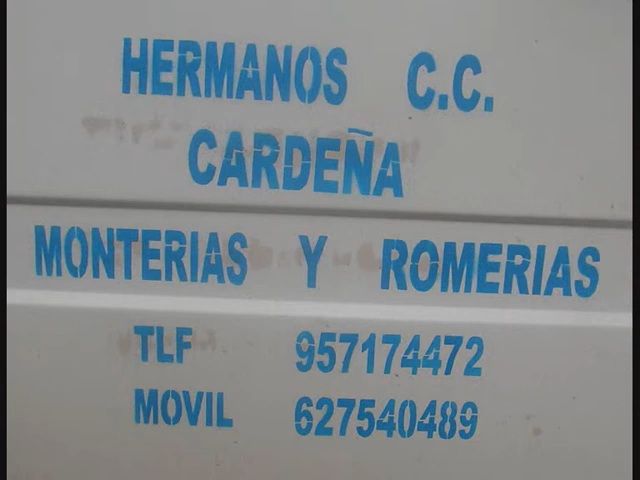 HERMANOS C.C.
CARDEÑA
MONTERIAS Y ROMERIAS
TLF 957174472
MOVIL 627540489